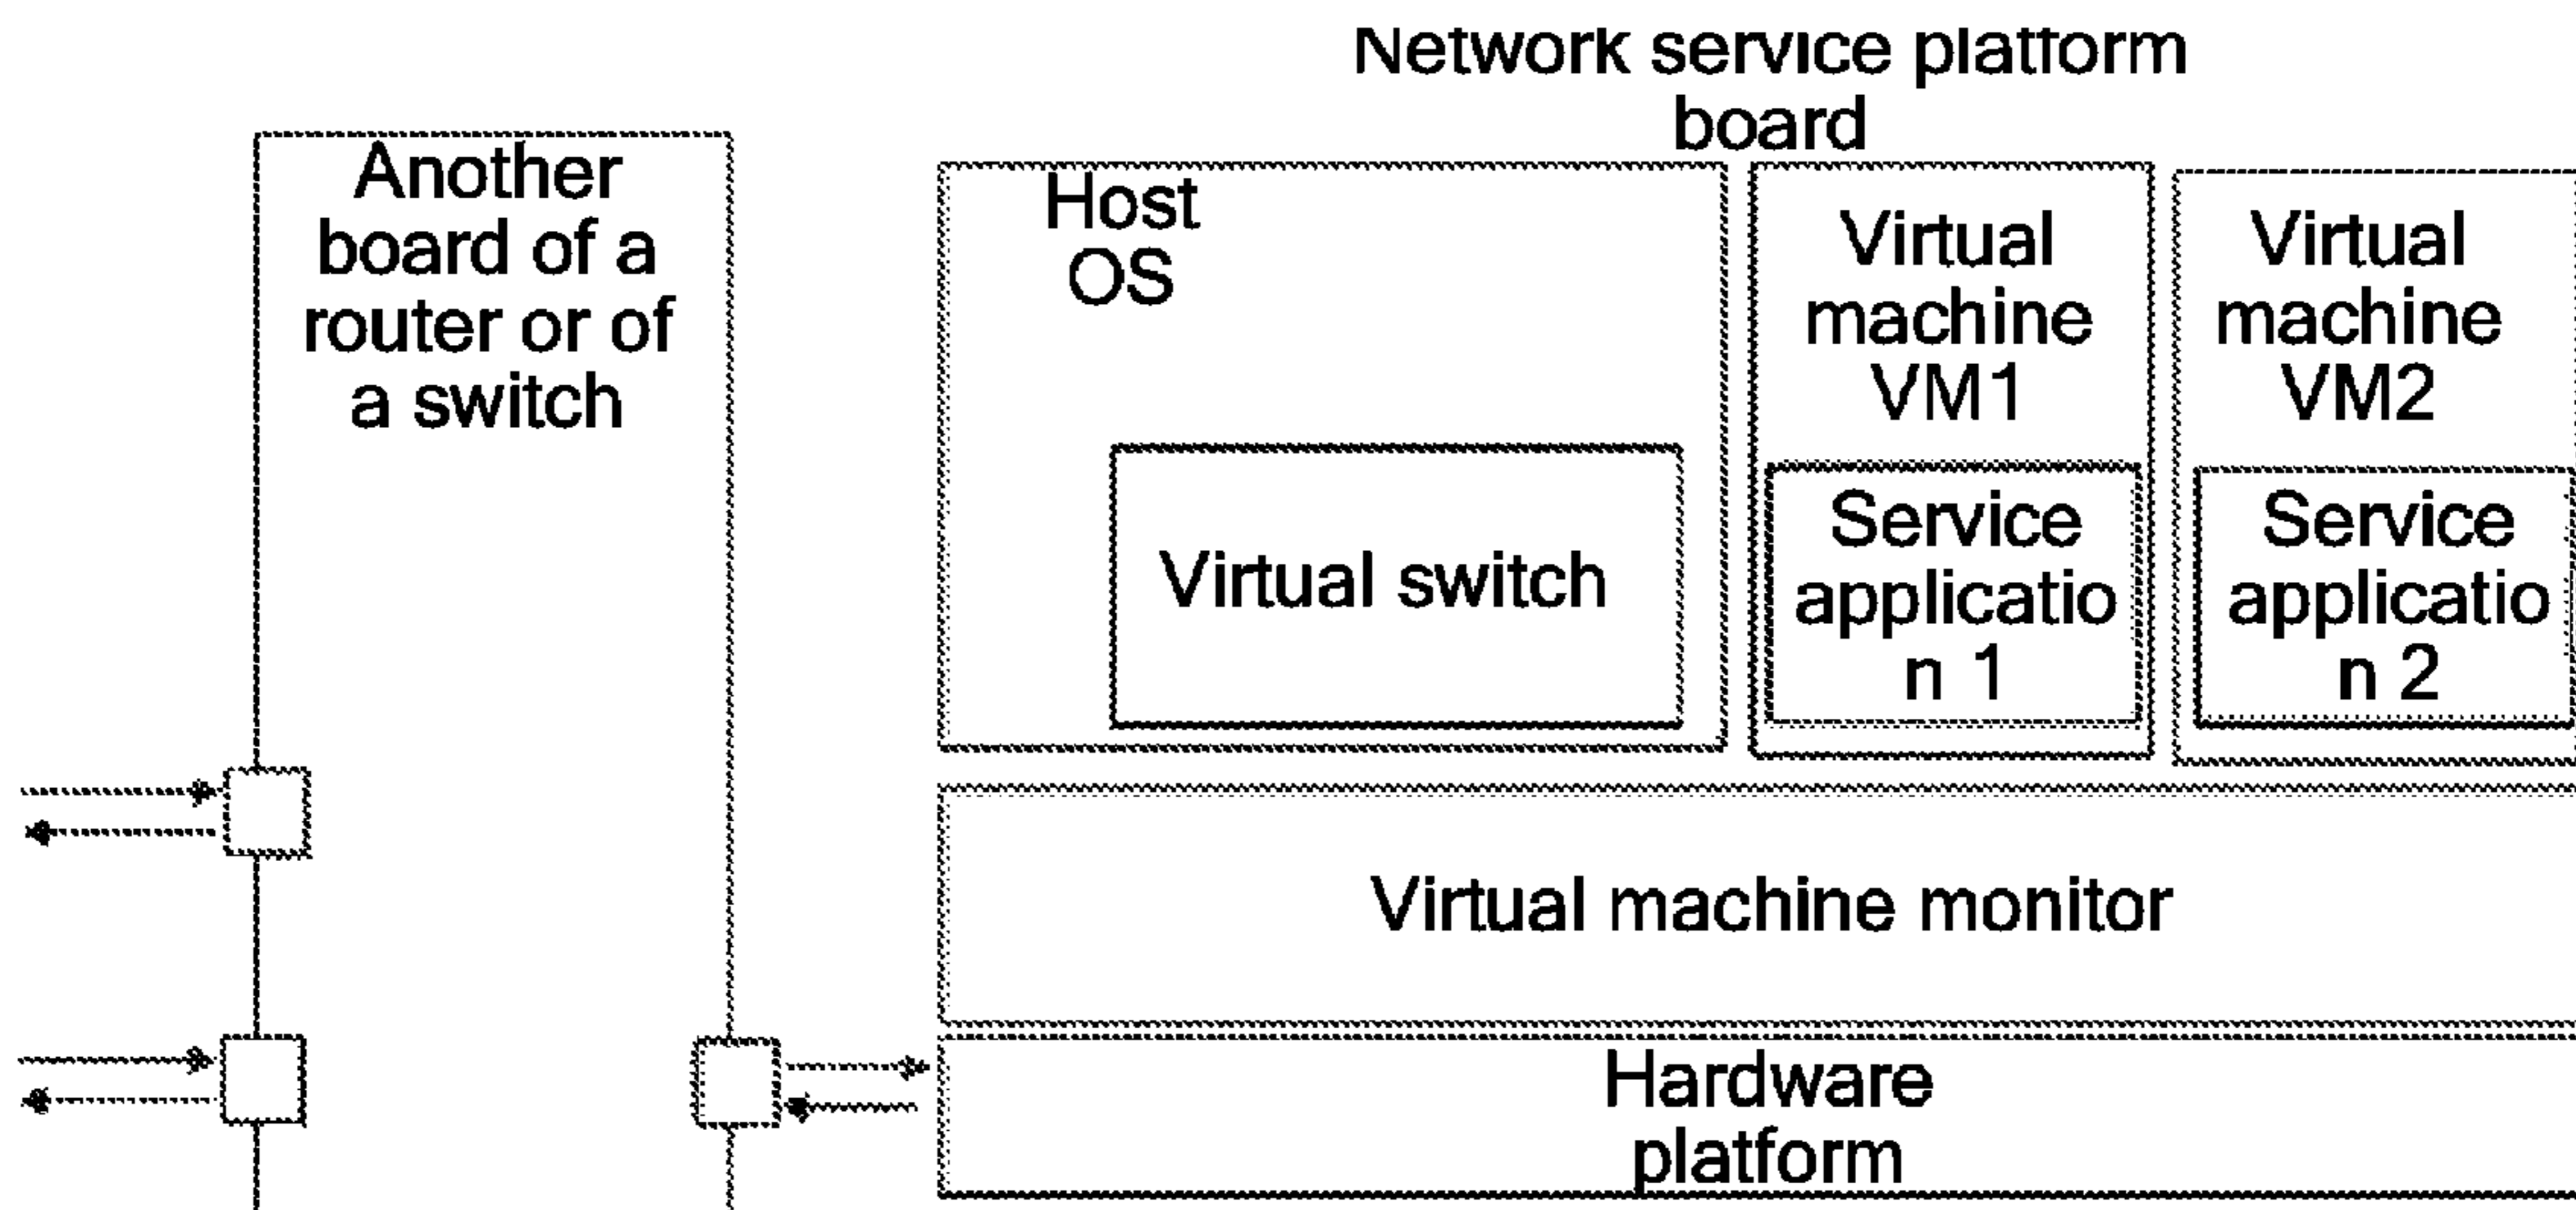 Network service platform
board
Another
board of a
router or of
a switch
Host
OS
Virtual switch
Virtual
machine
VM1
Service
applicatio
n 1
Virtual
machine
VM2
Service
applicatio
n 2
Virtual machine monitor
Hardware
platform